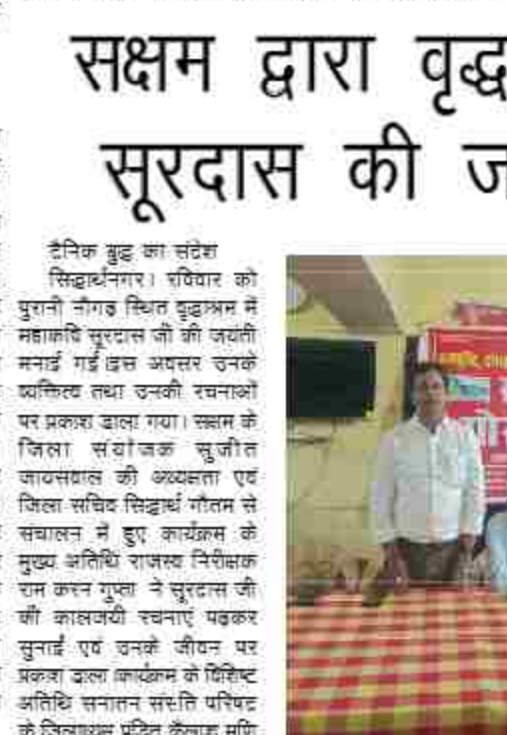 सक्षम द्वारा वृद्ध
सूरदास की ज
दैनिक बुद्ध का संदेश
सिद्धार्थनगर। रविवार को
पुरानी नौगढ़ स्थित वृद्धाश्रम में
महाकवि सूरदास जी की जयंती
मनाई गई।इस अवसर उनके
व्यक्तित्व तथा उनकी रचनाओं
पर प्रकाश डाला गया। सक्षम के
जिला संयोजक सुजीत
जायसवाल की अध्यक्षता एवं
जिला सचिव सिद्धार्थ गौतम से
संचालन में हुए कार्यक्रम के
मुख्य अतिथि राजस्व निरीक्षक
राम करन गुप्ता ने सूरदास जी
की कालजयी रचनाएं पढ़कर
सुनाई एवं उनके जीवन पर
प्रकाश डाला।कार्यक्रम के विशिष्ट
अतिथि सनातन परिषद
के जिलाध्यक्ष पंडित कैलाश मणि